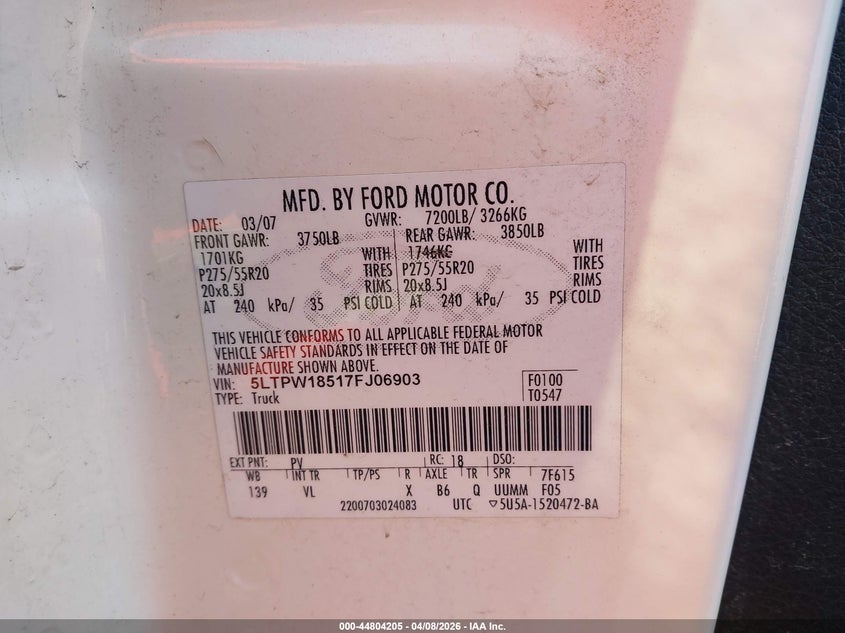 MFD. BY FORD MOTOR CO.
DATE: 03/07 GVWR: 7200LB/ 3266KG
FRONT GAWR: 3750LB REAR GAWR: 3850LB
1701KG WITH 1746KG WITH
P275/55R20 TIRES P275/55R20 TIRES
20x8.5J RIMS 20x8.5J RIMS
AT 240 kPa/ 35 PSI COLD AT 240 kPa/ 35 PSI COLD
Ford
THIS VEHICLE CONFORMS TO ALL APPLICABLE FEDERAL MOTOR
VEHICLE SAFETY STANDARDS IN EFFECT ON THE DATE OF
MANUFACTURE SHOWN ABOVE.
VIN: 5LTPW18517FJ06903 F0100
TYPE: Truck T0547
EXT PNT: PV RC: 18 DSO:
WB INT TR TP/PS R AXLE TR SPR 7F615
139 VL X B6 Q UUMM F05
2200703024083 UTC ▽5U5A-1520472-BA
000-44804205 - 04/08/2026 - IAA Inc.